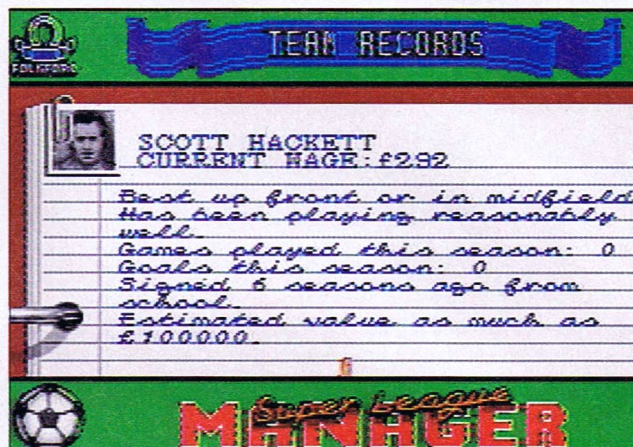 TEAM RECORDS
SCOTT HACKETT
CURRENT WAGE:£292
Best up front or in midfield
Has been playing reasonably
well.
Games played this season: 0
Goals this season: 0
Signed 6 seasons ago from
school.
Estimated value as much as
£100000.
Super League
MANAGER